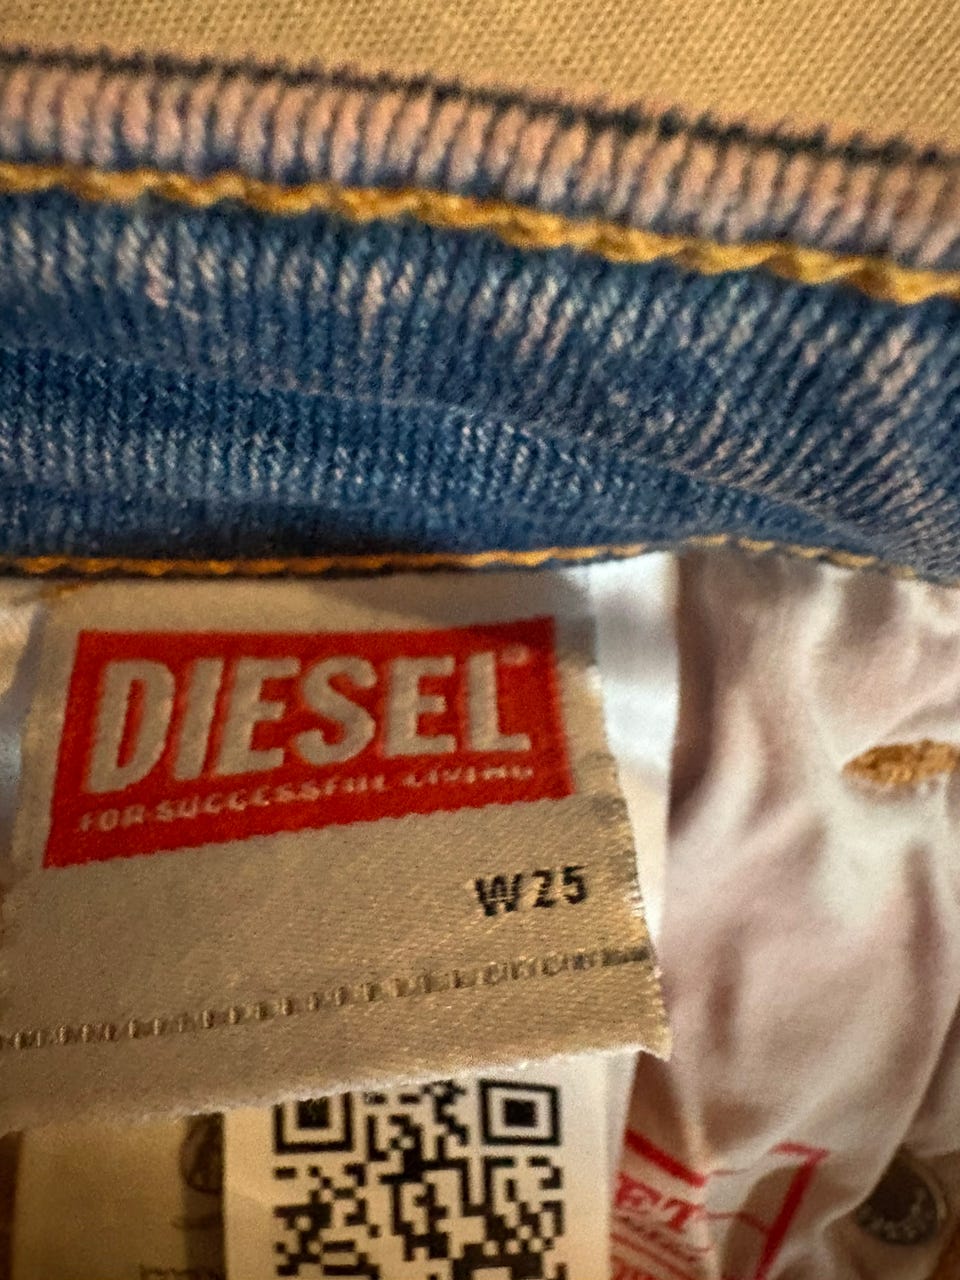 DIESEL
FOR SUCCESSFUL LIVING
W25